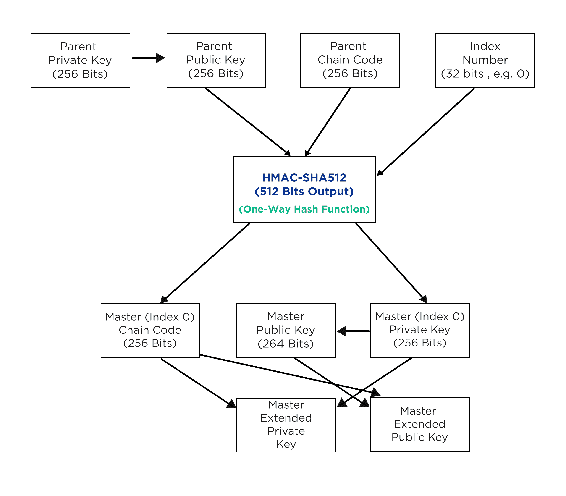 Parent
Private Key
(256 Bits)
Parent
Public Key
(256 Bits)
Parent
Chain Code
(256 Bits)
Index
Number
(32 bits , e.g. 0)
HMAC-SHA512
(512 Bits Output)
(One-Way Hash Function)
Master (Index 0)
Chain Code
(256 Bits)
Master
Public Key
(264 Bits)
Master (Index 0)
Private Key
(256 Bits)
Master
Extended
Private
Key
Master
Extended
Public Key